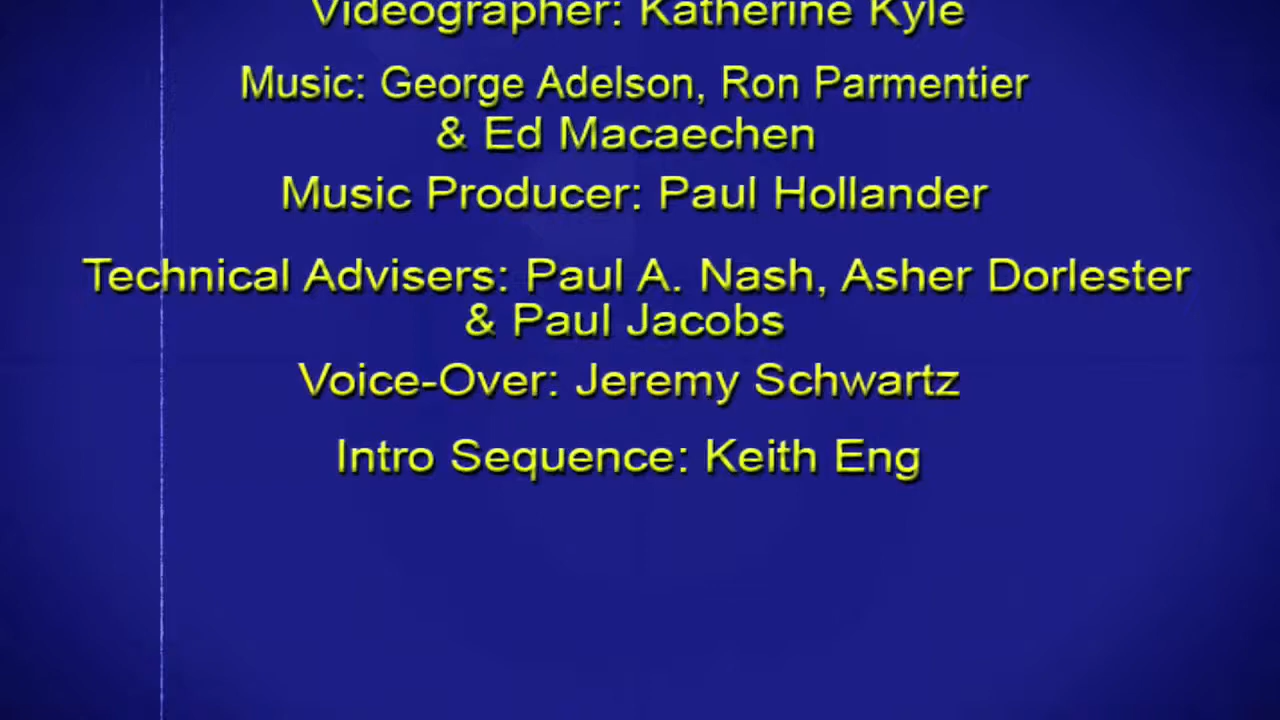 Videographer: Katherine Kyle
Music: George Adelson, Ron Parmentier
& Ed Macaechen
Music Producer: Paul Hollander
Technical Advisers: Paul A. Nash, Asher Dorlester
& Paul Jacobs
Voice-Over: Jeremy Schwartz
Intro Sequence: Keith Eng